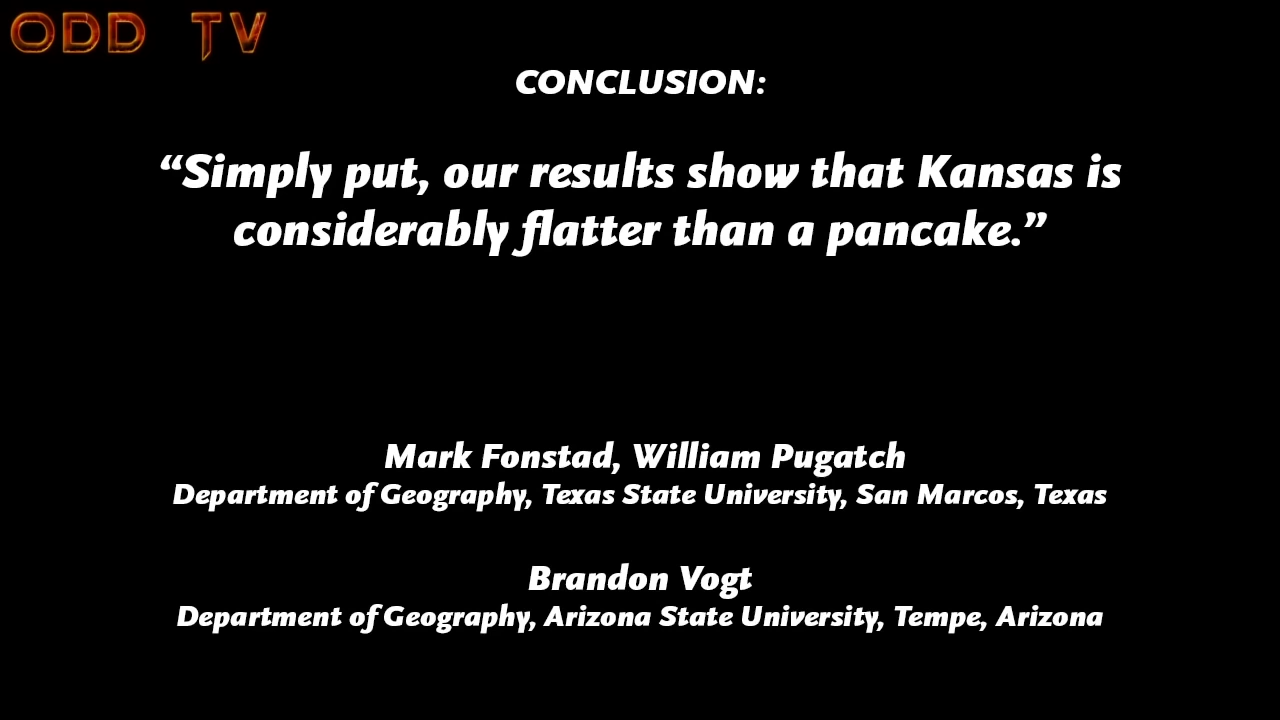 ODD TV
CONCLUSION:
“Simply put, our results show that Kansas is
considerably flatter than a pancake.”
Mark Fonstad, William Pugatch
Department of Geography, Texas State University, San Marcos, Texas
Brandon Vogt
Department of Geography, Arizona State University, Tempe, Arizona